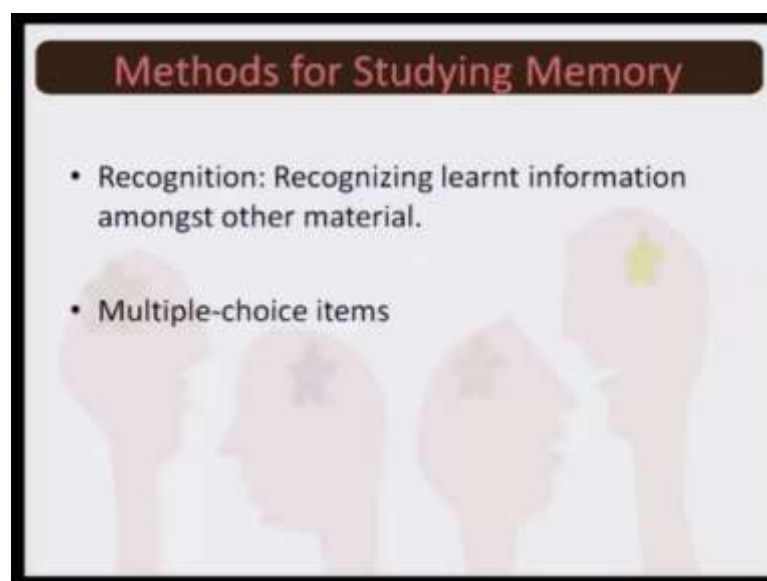 Methods for Studying Memory
• Recognition: Recognizing learnt information
amongst other material.
• Multiple-choice items